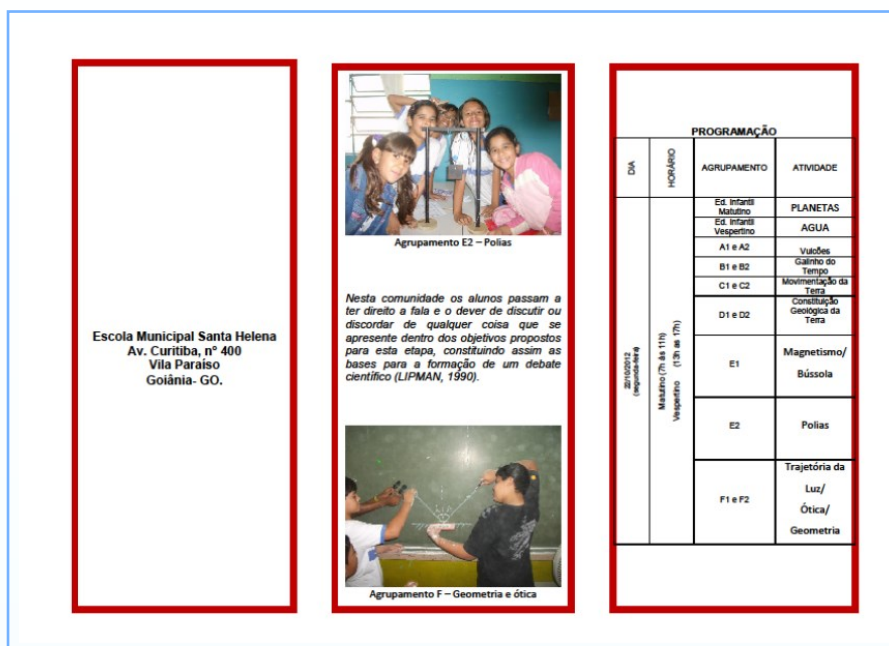 Escola Municipal Santa Helena
Av. Curitiba, nº 400
Vila Paraiso
Goiânia- GO.
Agrupamento E2 – Polias
Nesta comunidade os alunos passam a
ter direito a fala e o dever de discutir ou
discordar de qualquer coisa que se
apresente dentro dos objetivos propostos
para esta etapa, constituindo assim as
bases para a formação de um debate
científico (LIPMAN, 1990).
Agrupamento F – Geometria e ótica
PROGRAMAÇÃO
DIA
HORÁRIO
AGRUPAMENTO
ATIVIDADE
22/10/2012
(segunda-feira)
Matutino (7h às 11h)
Vespertino (13h as 17h)
Ed. Infantil
Matutino
PLANETAS
Ed. Infantil
Vespertino
AGUA
A1 e A2
Vulcões
B1 e B2
Galinho do
Tempo
C1 e C2
Movimentação da
Terra
D1 e D2
Constituição
Geológica da
Terra
E1
Magnetismo/
Bússola
E2
Polias
F1 e F2
Trajetória da
Luz/
Ótica/
Geometria